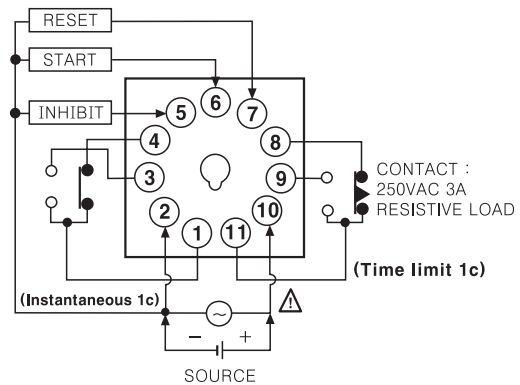 RESET
START
INHIBIT
5
6
7
4
8
3
9
2
10
1
11
CONTACT :
250VAC 3A
RESISTIVE LOAD
(Time limit 1c)
(Instantaneous 1c)
~
!
− +
SOURCE